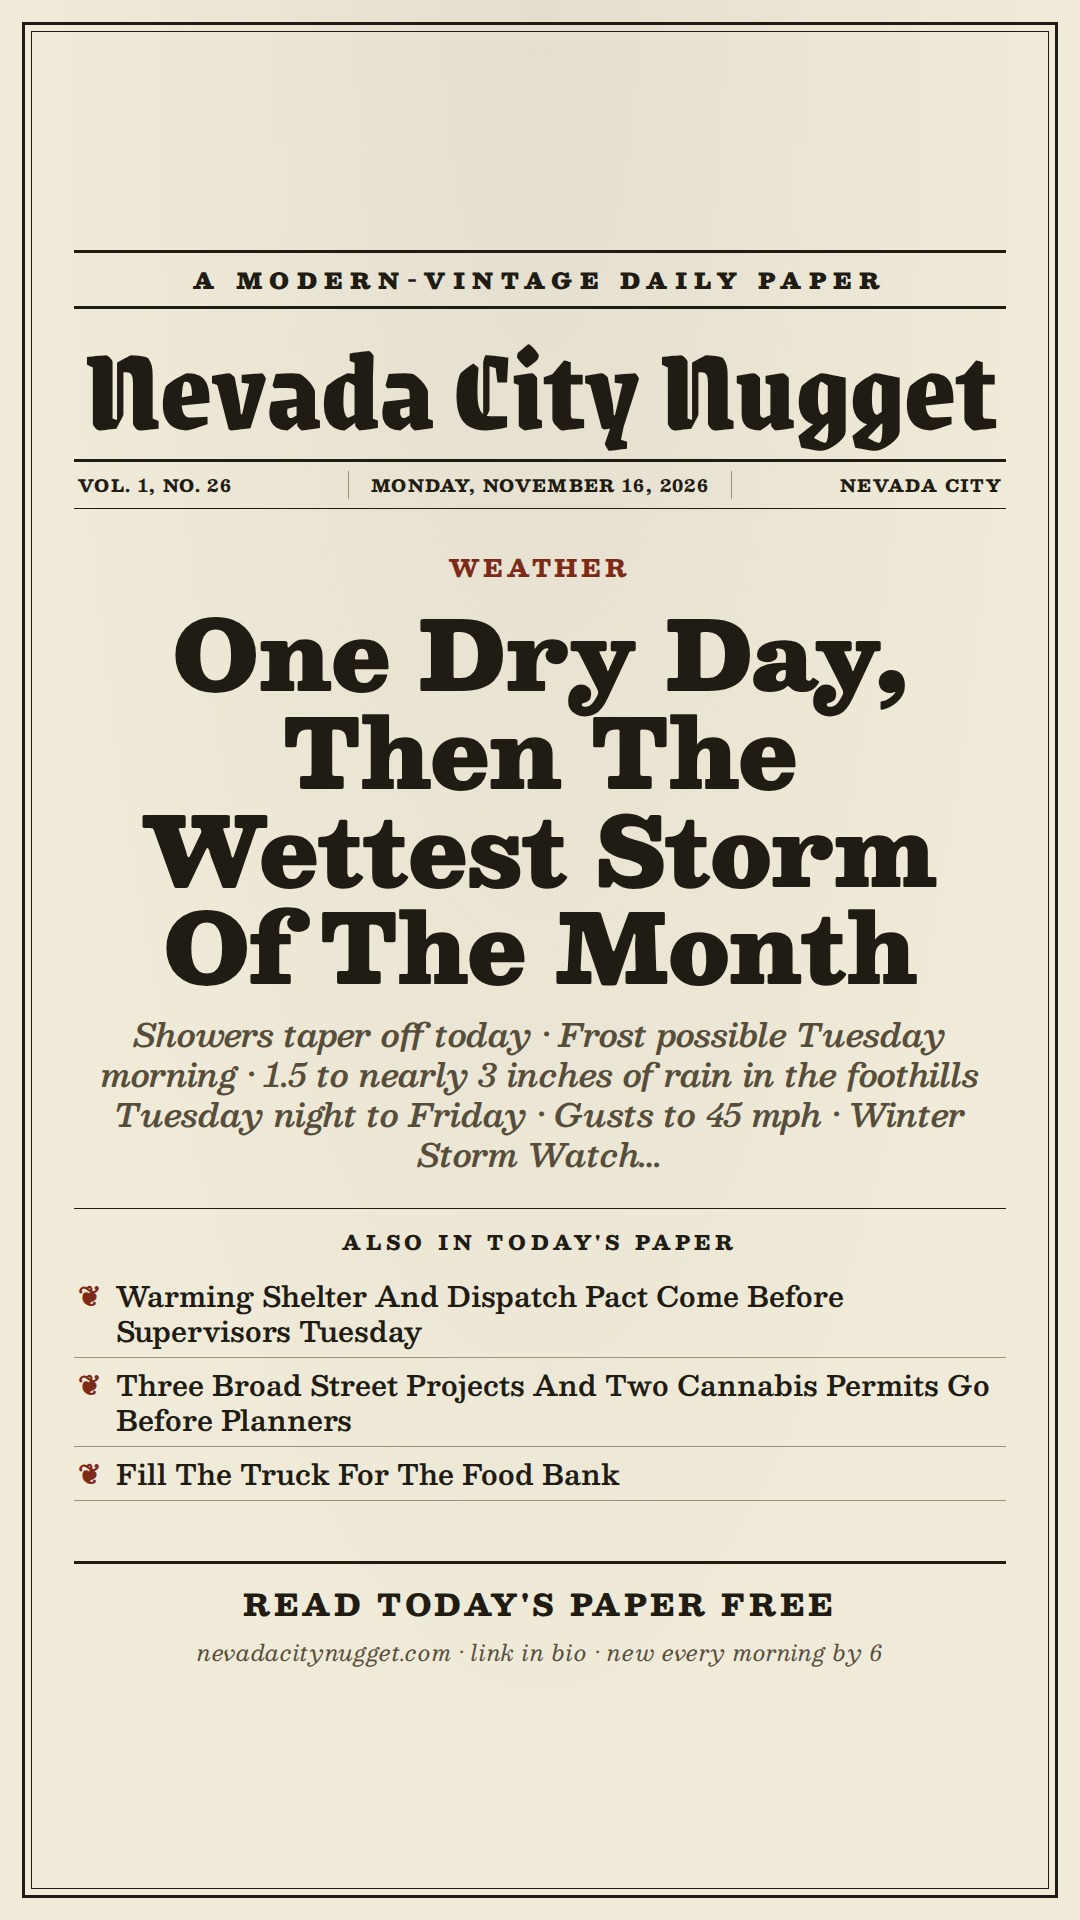 A MODERN-VINTAGE DAILY PAPER
Nevada City Nugget
VOL. 1, NO. 26
MONDAY, NOVEMBER 16, 2026
NEVADA CITY
WEATHER
One Dry Day,
Then The
Wettest Storm
Of The Month
Showers taper off today · Frost possible Tuesday
morning · 1.5 to nearly 3 inches of rain in the foothills
Tuesday night to Friday · Gusts to 45 mph · Winter
Storm Watch…
ALSO IN TODAY'S PAPER
❦ Warming Shelter And Dispatch Pact Come Before
Supervisors Tuesday
❦ Three Broad Street Projects And Two Cannabis Permits Go
Before Planners
❦ Fill The Truck For The Food Bank
READ TODAY'S PAPER FREE
nevadacitynugget.com · link in bio · new every morning by 6